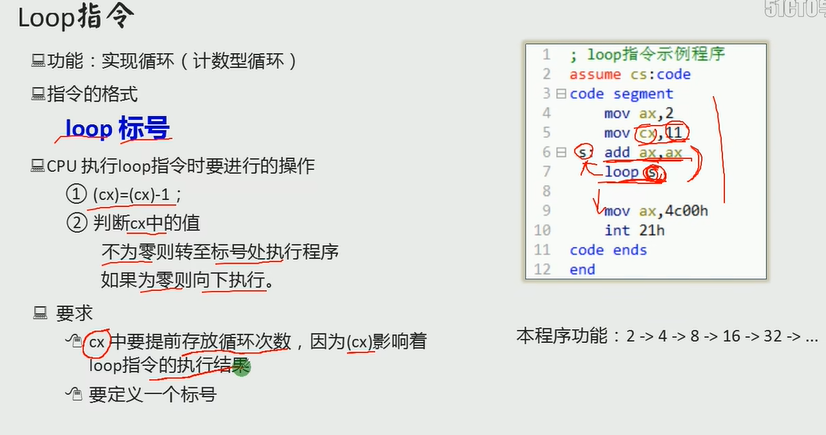 Loop指令
功能：实现循环（计数型循环）
指令的格式
loop 标号
CPU 执行loop指令时要进行的操作
① (cx)=(cx)-1；
② 判断cx中的值
不为零则转至标号处执行程序
如果为零则向下执行。
要求
cx 中要提前存放循环次数，因为(cx)影响着
loop指令的执行结果
要定义一个标号
51CTO
1 ; loop指令示例程序
2 assume cs:code
3 code segment
4 mov ax,2
5 mov cx,11
6 s: add ax,ax
7 loop s
8
9 mov ax,4c00h
10 int 21h
11 code ends
12 end
本程序功能：2 -> 4 -> 8 -> 16 -> 32 -> ...